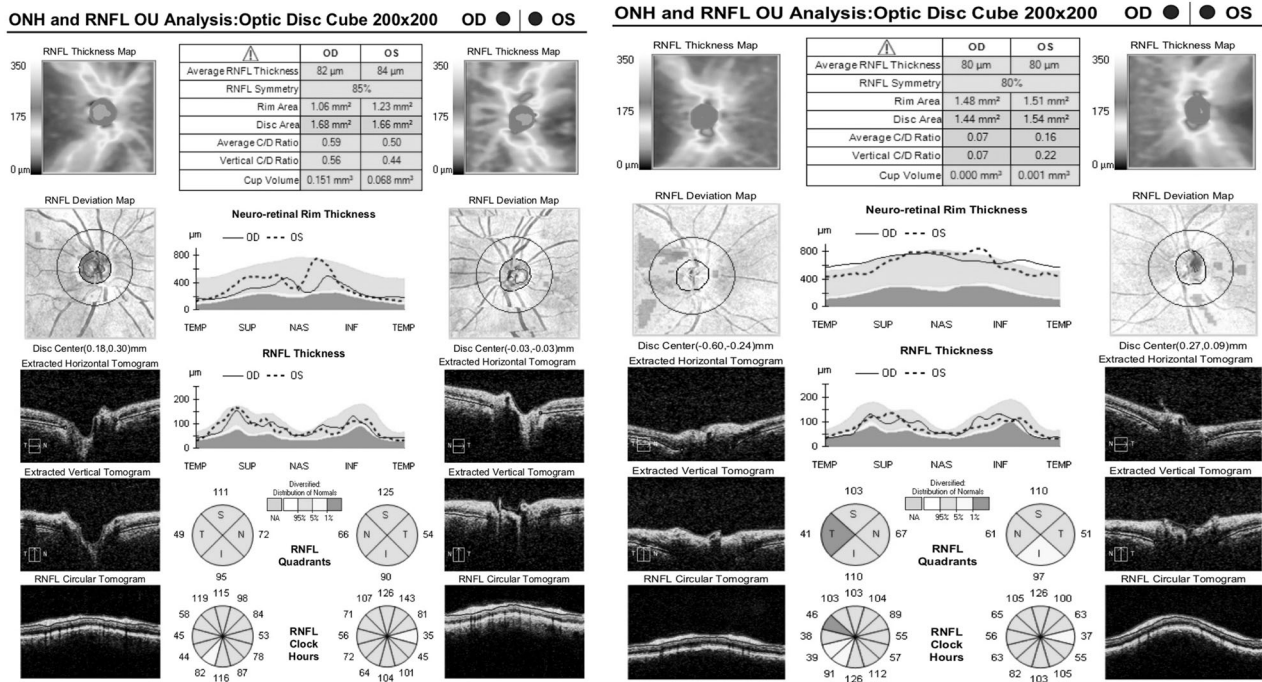 ONH and RNFL OU Analysis:Optic Disc Cube 200x200 OD OS
RNFL Thickness Map
350
175
0 µm
OD OS
Average RNFL Thickness 82 µm 84 µm
RNFL Symmetry 85%
Rim Area 1.06 mm² 1.23 mm²
Disc Area 1.68 mm² 1.66 mm²
Average C/D Ratio 0.59 0.50
Vertical C/D Ratio 0.56 0.44
Cup Volume 0.151 mm³ 0.068 mm³
RNFL Thickness Map
350
175
0 µm
RNFL Deviation Map
Disc Center(0.18,0.30)mm
Neuro-retinal Rim Thickness
µm OD OS
800
400
0
TEMP SUP NAS INF TEMP
RNFL Deviation Map
Disc Center(-0.03,-0.03)mm
Extracted Horizontal Tomogram
T N
RNFL Thickness
µm OD OS
200
100
0
TEMP SUP NAS INF TEMP
Extracted Horizontal Tomogram
N T
Extracted Vertical Tomogram
I N
111
49 S T N I 72
95
Diversified:
Distribution of Normals
NA 95% 5% 1%
RNFL
Quadrants
125
66 S N T I 54
90
Extracted Vertical Tomogram
RNFL Circular Tomogram
115
119 98
58 84
45 53
44 78
82 87
116
RNFL
Clock
Hours
126
107 143
71 81
56 35
72 45
64 101
104
RNFL Circular Tomogram
ONH and RNFL OU Analysis:Optic Disc Cube 200x200 OD OS
RNFL Thickness Map
350
175
0 µm
OD OS
Average RNFL Thickness 80 µm 80 µm
RNFL Symmetry 80%
Rim Area 1.48 mm² 1.51 mm²
Disc Area 1.44 mm² 1.54 mm²
Average C/D Ratio 0.07 0.16
Vertical C/D Ratio 0.07 0.22
Cup Volume 0.000 mm³ 0.001 mm³
RNFL Thickness Map
350
175
0 µm
RNFL Deviation Map
Disc Center(-0.60,-0.24)mm
Neuro-retinal Rim Thickness
µm OD OS
800
400
0
TEMP SUP NAS INF TEMP
RNFL Deviation Map
Disc Center(0.27,0.09)mm
Extracted Horizontal Tomogram
T N
RNFL Thickness
µm OD OS
200
100
0
TEMP SUP NAS INF TEMP
Extracted Horizontal Tomogram
N T
Extracted Vertical Tomogram
103
41 S T N I 67
110
Diversified:
Distribution of Normals
NA 95% 5% 1%
RNFL
Quadrants
110
61 S N T I 51
97
Extracted Vertical Tomogram
RNFL Circular Tomogram
103
103 104
46 89
38 55
39 57
91 112
126
RNFL
Clock
Hours
126
105 100
65 63
56 37
63 55
82 105
103
RNFL Circular Tomogram